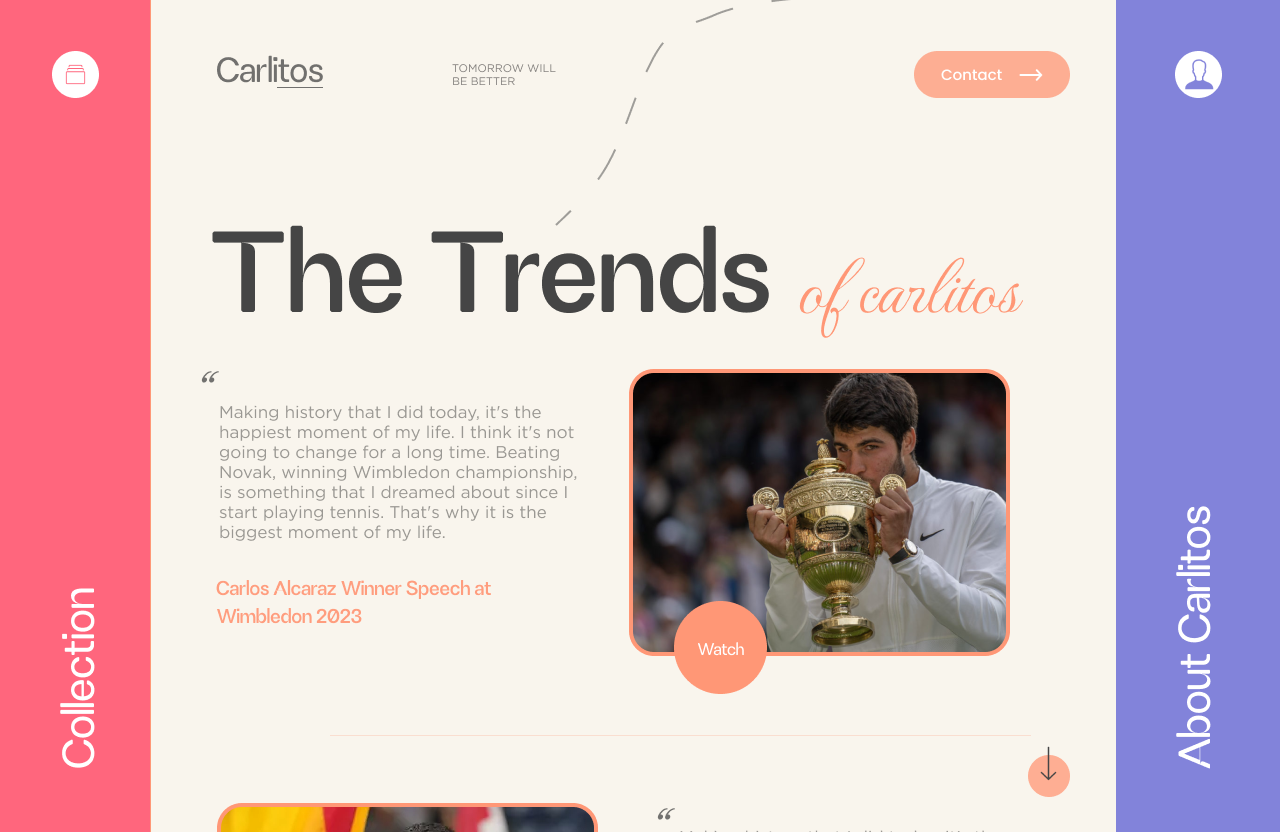 Carlitos
TOMORROW WILL
BE BETTER
Contact
The Trends of carlitos
“
Making history that I did today, it's the
happiest moment of my life. I think it's not
going to change for a long time. Beating
Novak, winning Wimbledon championship,
is something that I dreamed about since I
start playing tennis. That's why it is the
biggest moment of my life.
Carlos Alcaraz Winner Speech at
Wimbledon 2023
Watch
Collection
About Carlitos
“